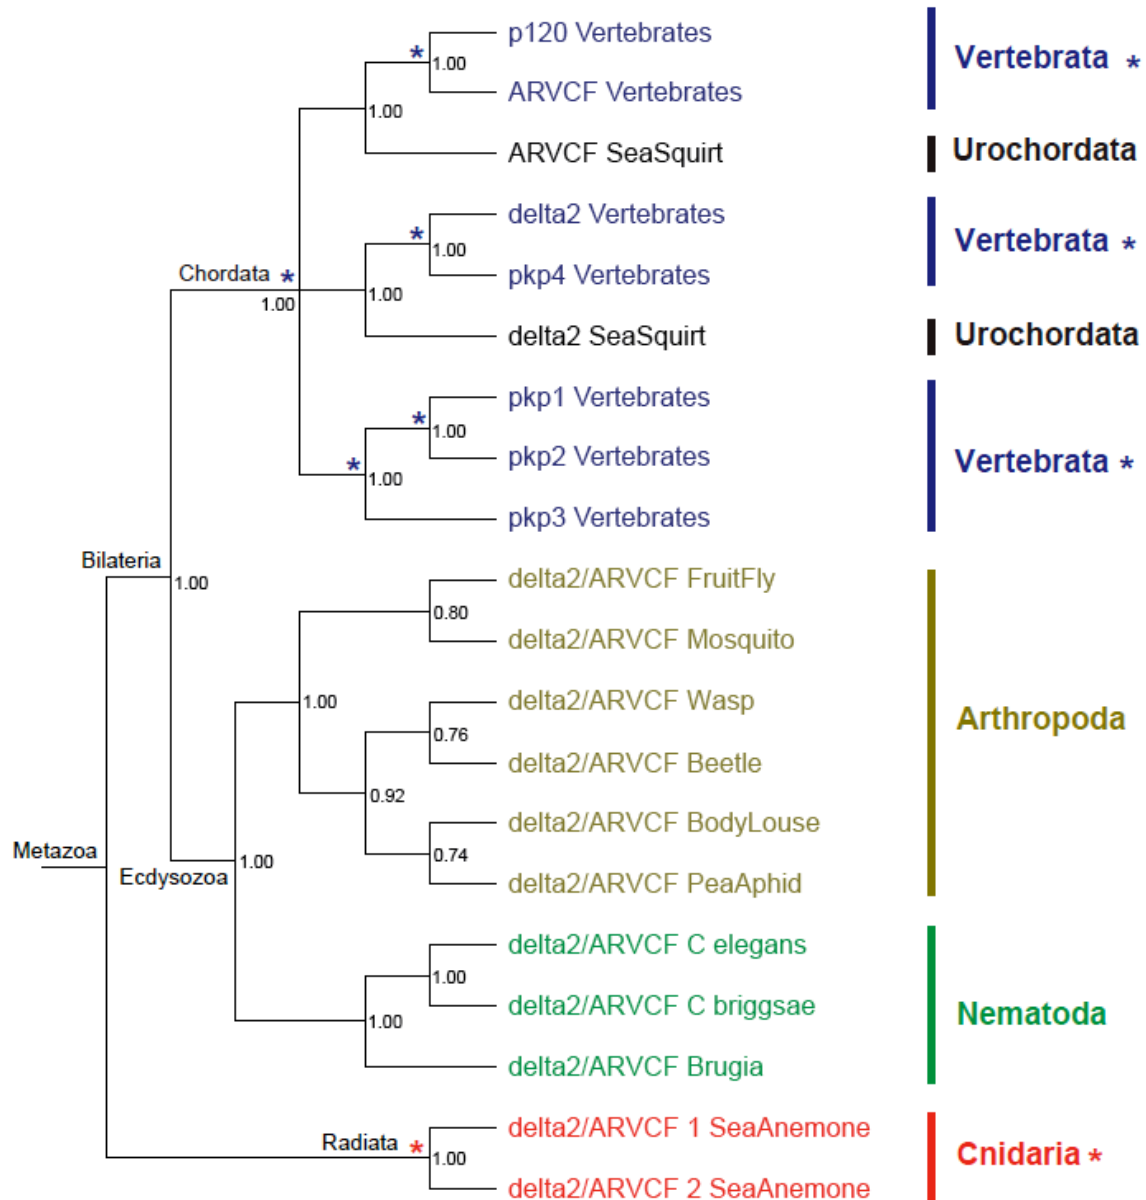 p120 Vertebrates
* 1.00
Vertebrata *
ARVCF Vertebrates
1.00
ARVCF SeaSquirt
Urochordata
delta2 Vertebrates
* 1.00
Vertebrata *
Chordata *
1.00
pkp4 Vertebrates
1.00
delta2 SeaSquirt
Urochordata
pkp1 Vertebrates
* 1.00
pkp2 Vertebrates
Vertebrata *
* 1.00
pkp3 Vertebrates
Bilateria
1.00
delta2/ARVCF FruitFly
0.80
delta2/ARVCF Mosquito
1.00
delta2/ARVCF Wasp
Arthropoda
0.76
delta2/ARVCF Beetle
0.92
delta2/ARVCF BodyLouse
Metazoa
0.74
Ecdysozoa
1.00
delta2/ARVCF PeaAphid
delta2/ARVCF C elegans
1.00
delta2/ARVCF C briggsae
Nematoda
1.00
delta2/ARVCF Brugia
delta2/ARVCF 1 SeaAnemone
Radiata *
1.00
Cnidaria *
delta2/ARVCF 2 SeaAnemone